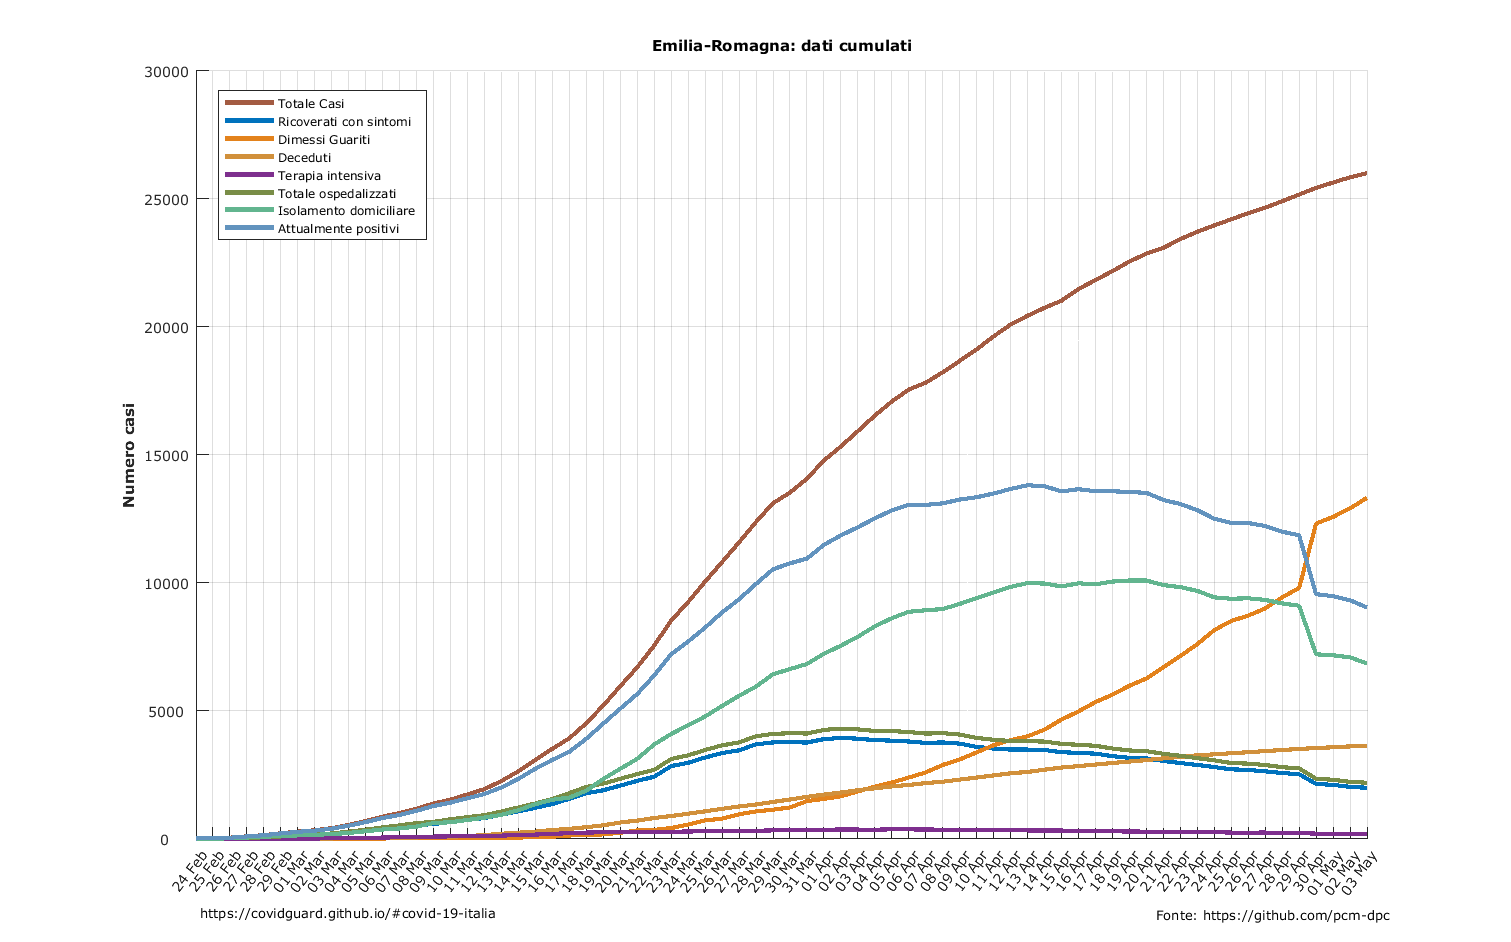 Emilia-Romagna: dati cumulati
30000
25000
20000
15000
10000
5000
0
Numero casi
Totale Casi
Ricoverati con sintomi
Dimessi Guariti
Deceduti
Terapia intensiva
Totale ospedalizzati
Isolamento domiciliare
Attualmente positivi
24 Feb
25 Feb
26 Feb
27 Feb
28 Feb
29 Feb
01 Mar
02 Mar
03 Mar
04 Mar
05 Mar
06 Mar
07 Mar
08 Mar
09 Mar
10 Mar
11 Mar
12 Mar
13 Mar
14 Mar
15 Mar
16 Mar
17 Mar
18 Mar
19 Mar
20 Mar
21 Mar
22 Mar
23 Mar
24 Mar
25 Mar
26 Mar
27 Mar
28 Mar
29 Mar
30 Mar
31 Mar
01 Apr
02 Apr
03 Apr
04 Apr
05 Apr
06 Apr
07 Apr
08 Apr
09 Apr
10 Apr
11 Apr
12 Apr
13 Apr
14 Apr
15 Apr
16 Apr
17 Apr
18 Apr
19 Apr
20 Apr
21 Apr
22 Apr
23 Apr
24 Apr
25 Apr
26 Apr
27 Apr
28 Apr
29 Apr
30 Apr
01 May
02 May
03 May
https://covidguard.github.io/#covid-19-italia
Fonte: https://github.com/pcm-dpc